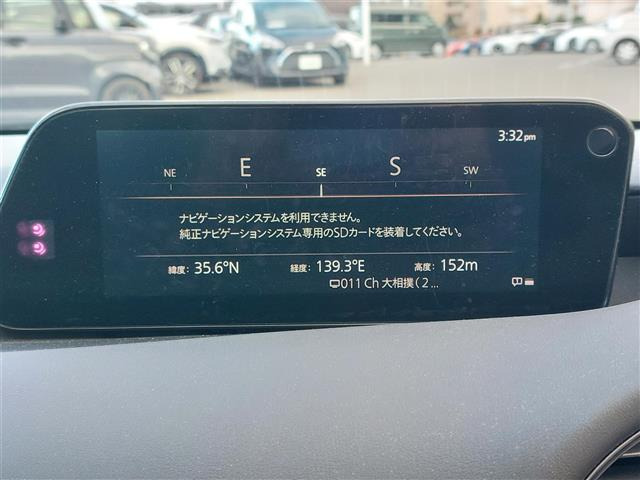 3:32pm
NE E SE S SW
ナビゲーションシステムを利用できません。
純正ナビゲーションシステム専用のSDカードを装着してください。
緯度: 35.6°N 経度: 139.3°E 高度: 152m
011 Ch 大相撲(2...